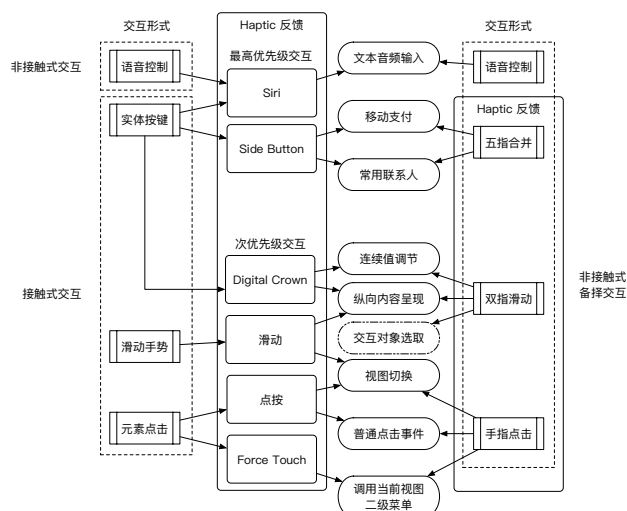 交互形式
Haptic 反馈
交互形式
非接触式交互
语音控制
最高优先级交互
Siri
文本音频输入
语音控制
Haptic 反馈
实体按键
Side Button
移动支付
五指合并
常用联系人
次优先级交互
接触式交互
Digital Crown
连续值调节
纵向内容呈现
双指滑动
非接触式
备择交互
滑动手势
滑动
交互对象选取
视图切换
点按
元素点击
普通点击事件
手指点击
Force Touch
调用当前视图
二级菜单